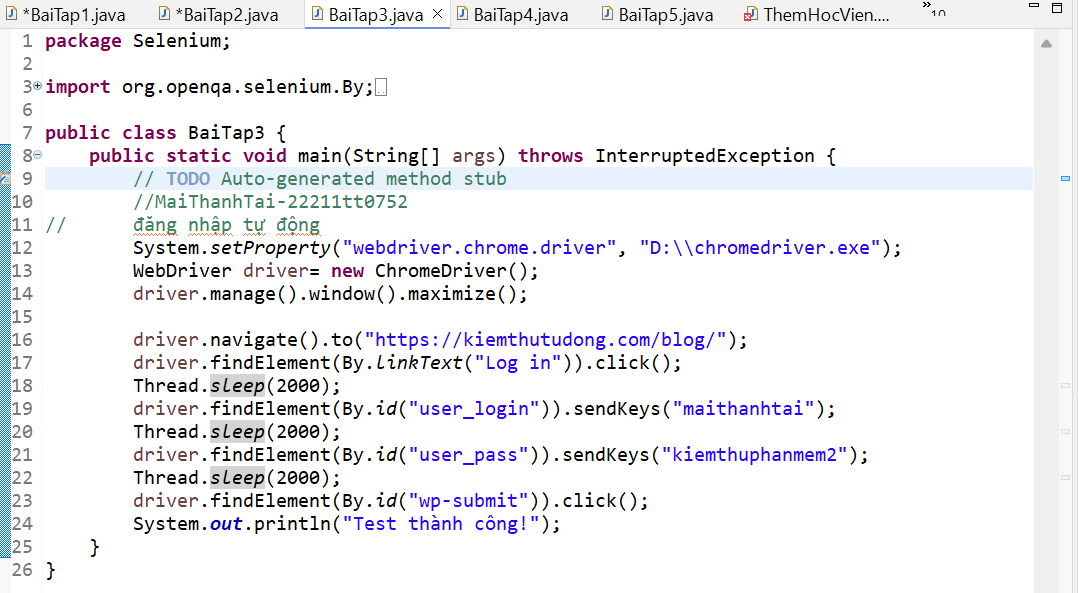 *BaiTap1.java *BaiTap2.java BaiTap3.java BaiTap4.java BaiTap5.java ThemHocVien.... »10
1 package Selenium;
2
3 import org.openqa.selenium.By;
6
7 public class BaiTap3 {
8 public static void main(String[] args) throws InterruptedException {
9 // TODO Auto-generated method stub
10 //MaiThanhTai-22211tt0752
11 // đăng nhập tự động
12 System.setProperty("webdriver.chrome.driver", "D:\\chromedriver.exe");
13 WebDriver driver= new ChromeDriver();
14 driver.manage().window().maximize();
15
16 driver.navigate().to("https://kiemthutudong.com/blog/");
17 driver.findElement(By.linkText("Log in")).click();
18 Thread.sleep(2000);
19 driver.findElement(By.id("user_login")).sendKeys("maithanhtai");
20 Thread.sleep(2000);
21 driver.findElement(By.id("user_pass")).sendKeys("kiemthuphanmem2");
22 Thread.sleep(2000);
23 driver.findElement(By.id("wp-submit")).click();
24 System.out.println("Test thành công!");
25 }
26 }